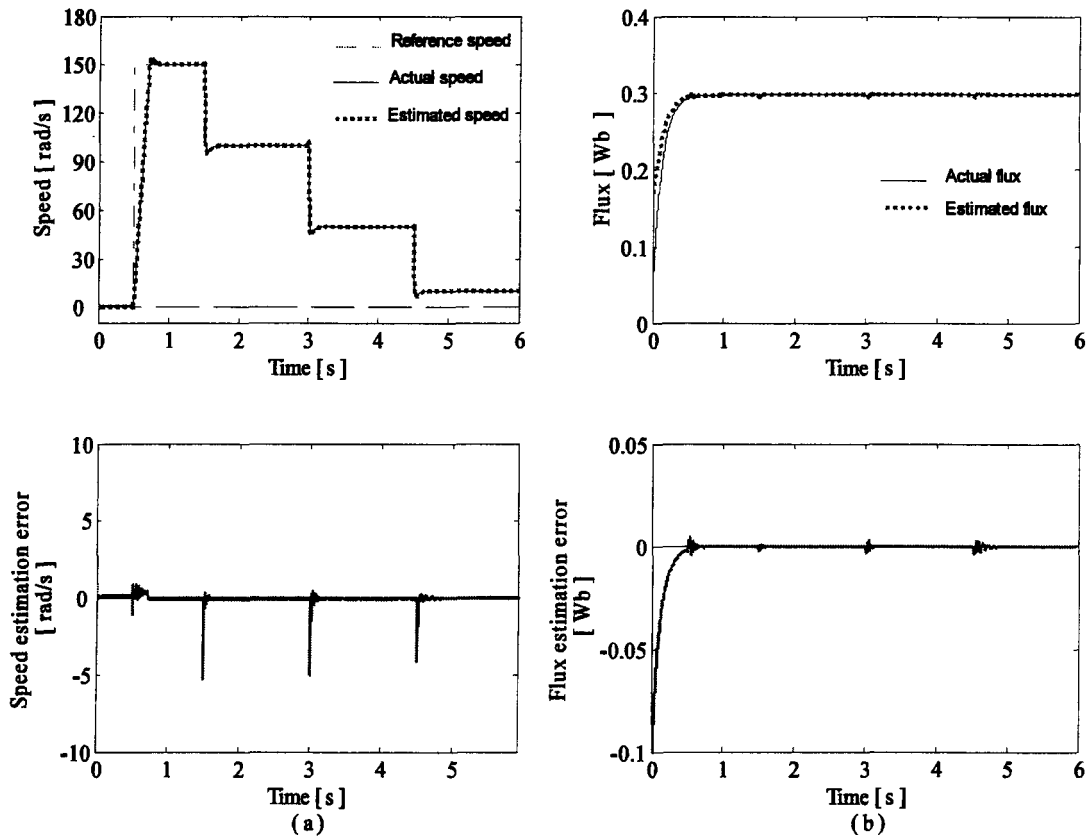 180
150
120
90
60
30
0
Speed [ rad/s ]
Reference speed
Actual speed
Estimated speed
0 1 2 3 4 5 6
Time [ s ]
0.4
0.3
0.2
0.1
0
Flux [ Wb ]
Actual flux
Estimated flux
0 1 2 3 4 5 6
Time [ s ]
10
5
0
-5
-10
Speed estimation error
[ rad/s ]
0 1 2 3 4 5
Time [ s ]
( a )
0.05
0
-0.05
-0.1
Flux estimation error
[ Wb ]
0 1 2 3 4 5 6
Time [ s ]
( b )